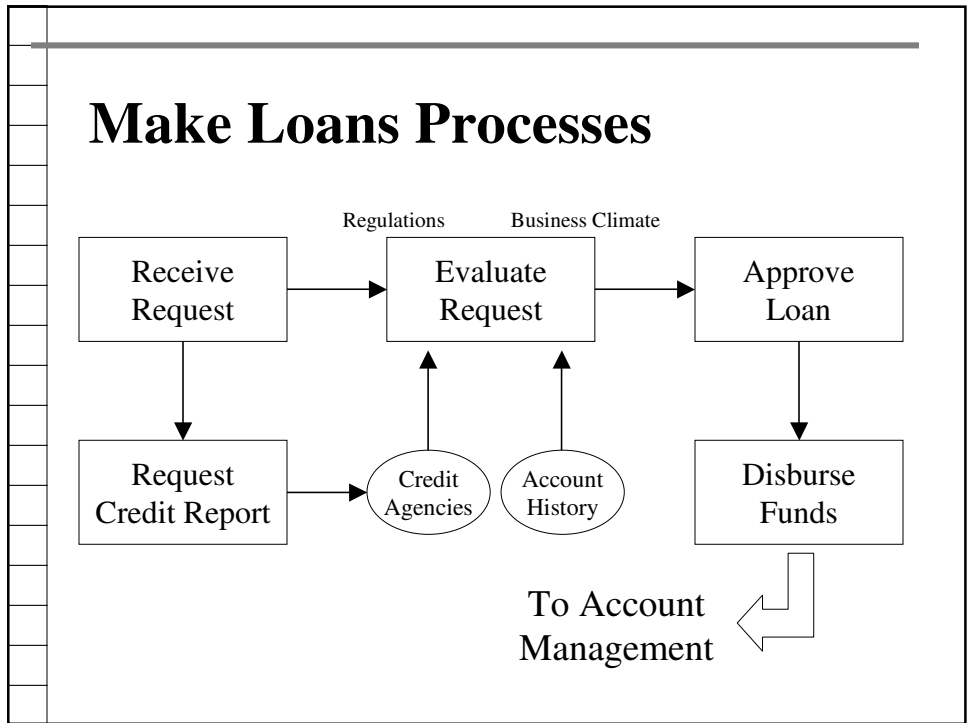 Make Loans Processes
Regulations
Business Climate
Receive
Request
Evaluate
Request
Approve
Loan
Request
Credit Report
Credit
Agencies
Account
History
Disburse
Funds
To Account
Management